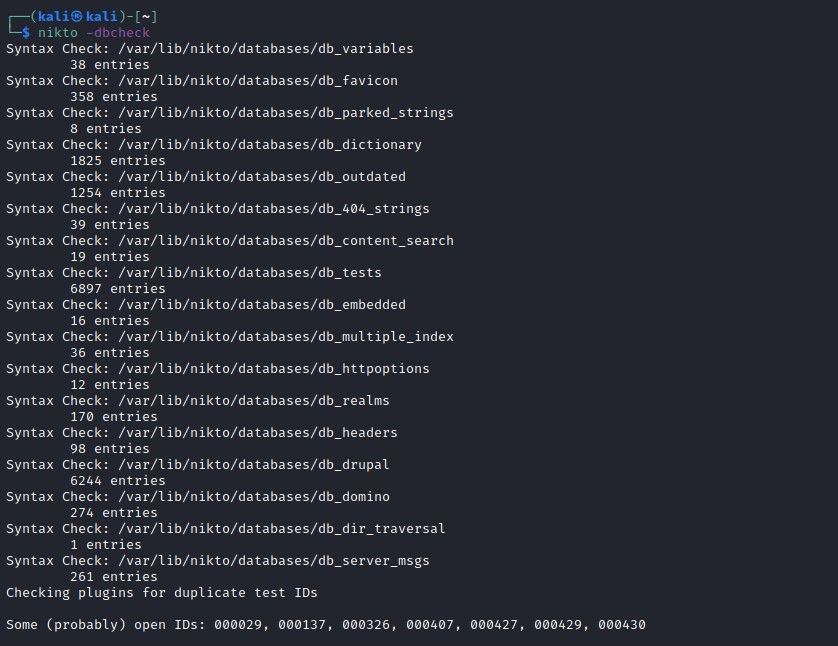 ┌──(kali㉿kali)-[~]
└─$ nikto -dbcheck
Syntax Check: /var/lib/nikto/databases/db_variables
        38 entries
Syntax Check: /var/lib/nikto/databases/db_favicon
        358 entries
Syntax Check: /var/lib/nikto/databases/db_parked_strings
        8 entries
Syntax Check: /var/lib/nikto/databases/db_dictionary
        1825 entries
Syntax Check: /var/lib/nikto/databases/db_outdated
        1254 entries
Syntax Check: /var/lib/nikto/databases/db_404_strings
        39 entries
Syntax Check: /var/lib/nikto/databases/db_content_search
        19 entries
Syntax Check: /var/lib/nikto/databases/db_tests
        6897 entries
Syntax Check: /var/lib/nikto/databases/db_embedded
        16 entries
Syntax Check: /var/lib/nikto/databases/db_multiple_index
        36 entries
Syntax Check: /var/lib/nikto/databases/db_httpoptions
        12 entries
Syntax Check: /var/lib/nikto/databases/db_realms
        170 entries
Syntax Check: /var/lib/nikto/databases/db_headers
        98 entries
Syntax Check: /var/lib/nikto/databases/db_drupal
        6244 entries
Syntax Check: /var/lib/nikto/databases/db_domino
        274 entries
Syntax Check: /var/lib/nikto/databases/db_dir_traversal
        1 entries
Syntax Check: /var/lib/nikto/databases/db_server_msgs
        261 entries
Checking plugins for duplicate test IDs

Some (probably) open IDs: 000029, 000137, 000326, 000407, 000427, 000429, 000430